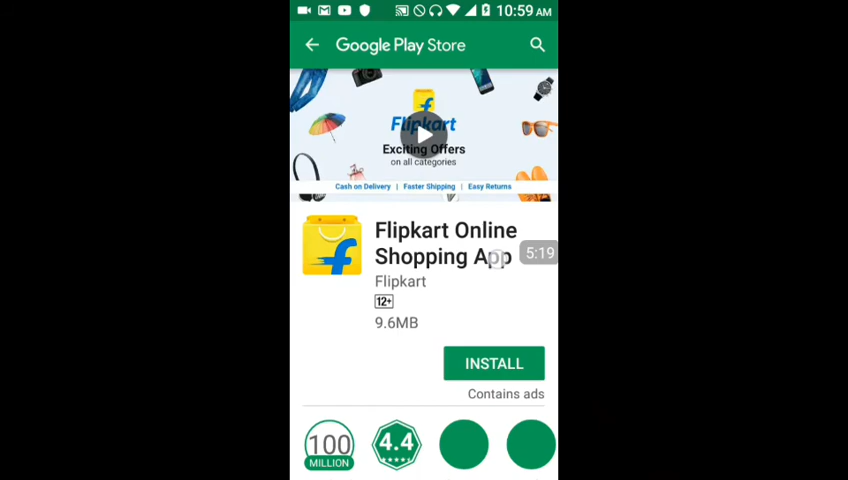 10:59 AM
Google Play Store
Flipkart
Exciting Offers
on all categories
Cash on Delivery | Faster Shipping | Easy Returns
Flipkart Online
Shopping App
5:19
Flipkart
12+
9.6MB
INSTALL
Contains ads
100
MILLION
4.4